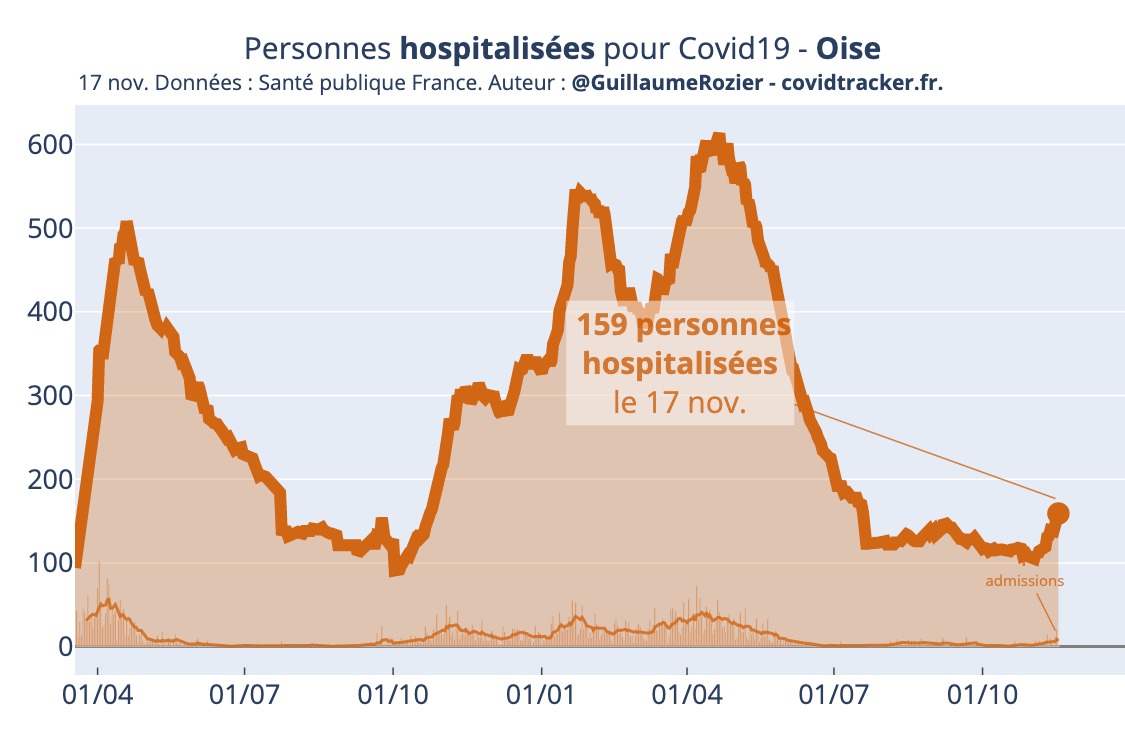 Personnes hospitalisées pour Covid19 - Oise
17 nov. Données : Santé publique France. Auteur : @GuillaumeRozier - covidtracker.fr.
600
500
400
300
200
100
0
159 personnes
hospitalisées
le 17 nov.
admissions
01/04
01/07
01/10
01/01
01/04
01/07
01/10